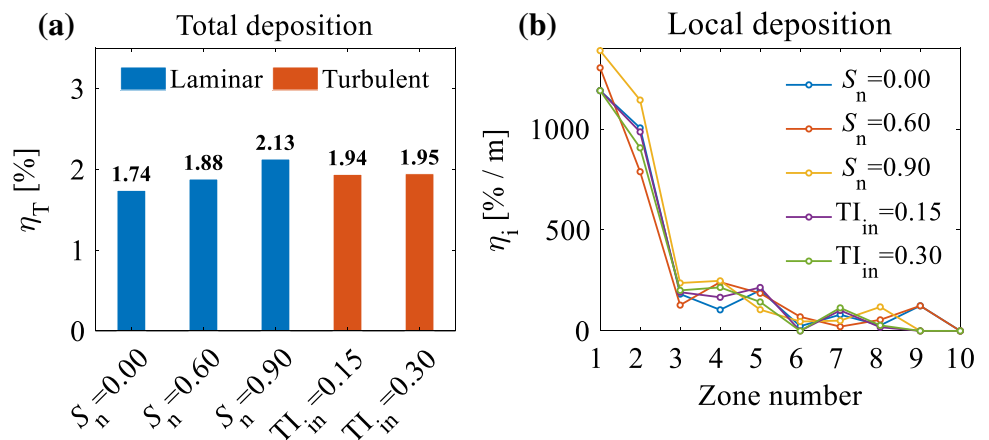 (a) Total deposition
Laminar Turbulent
3
2
1
0
η_T [%]
1.74
1.88
2.13
1.94
1.95
S_n=0.00
S_n=0.60
S_n=0.90
TI_in=0.15
TI_in=0.30
(b) Local deposition
S_n=0.00
S_n=0.60
S_n=0.90
TI_in=0.15
TI_in=0.30
1000
500
0
η_i [% / m]
1 2 3 4 5 6 7 8 9 10
Zone number